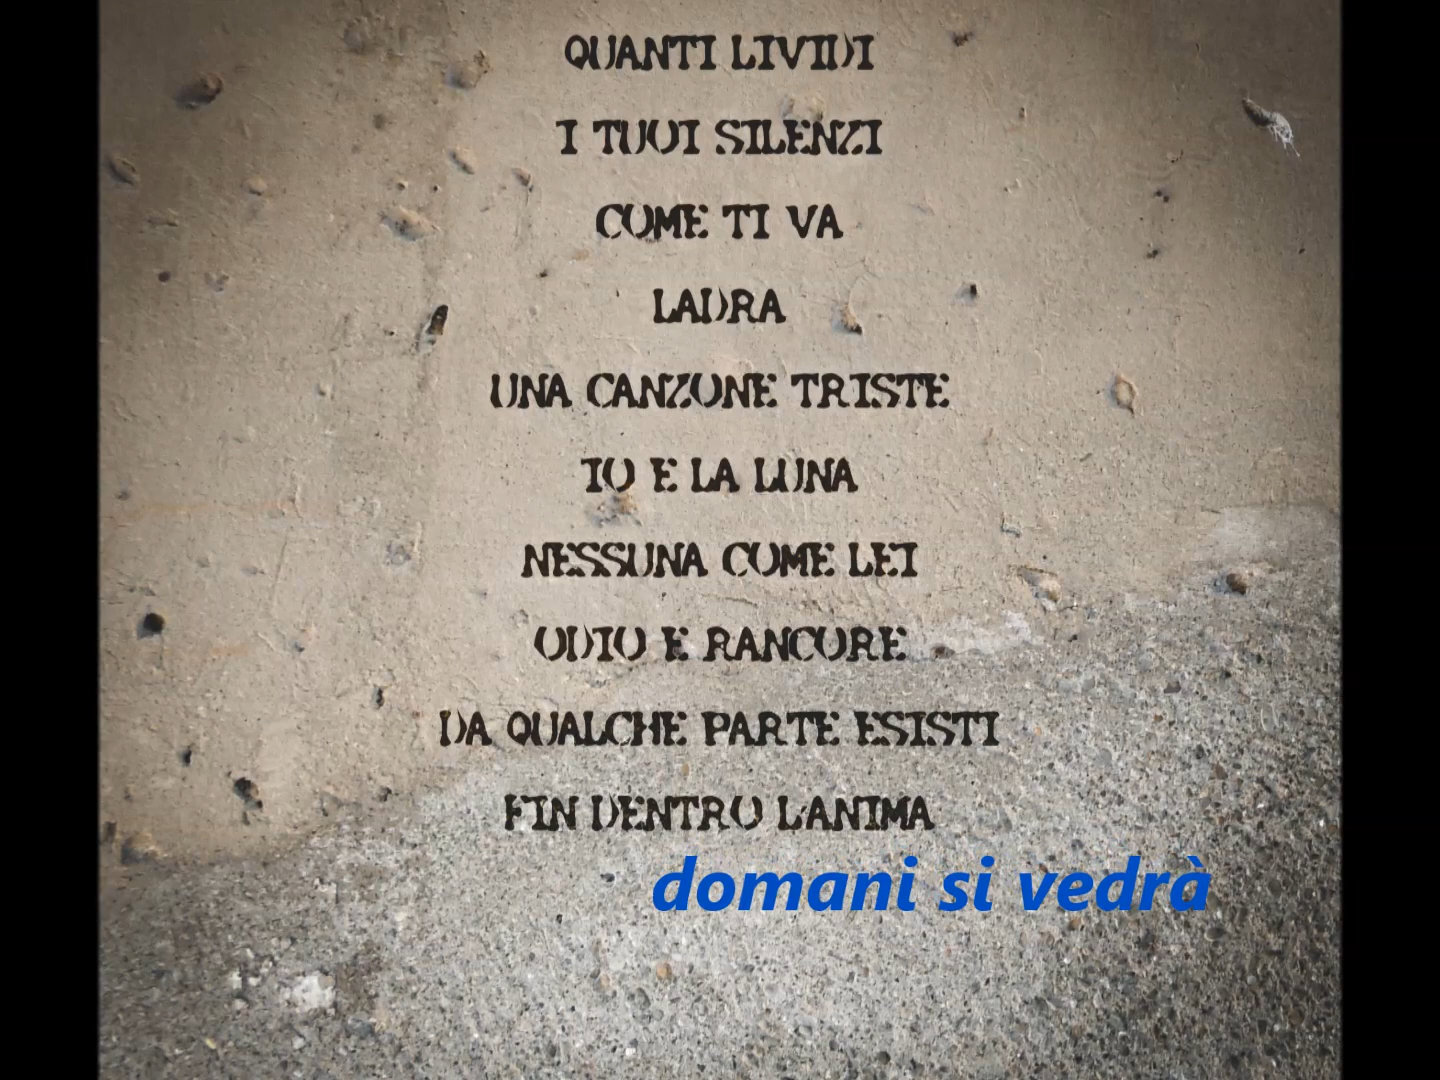 QUANTI LIVIDI
I TUOI SILENZI
COME TI VA
LADRA
UNA CANZONE TRISTE
IO E LA LUNA
NESSUNA COME LEI
ODIO E RANCORE
DA QUALCHE PARTE ESISTI
FIN DENTRO L'ANIMA
domani si vedrà